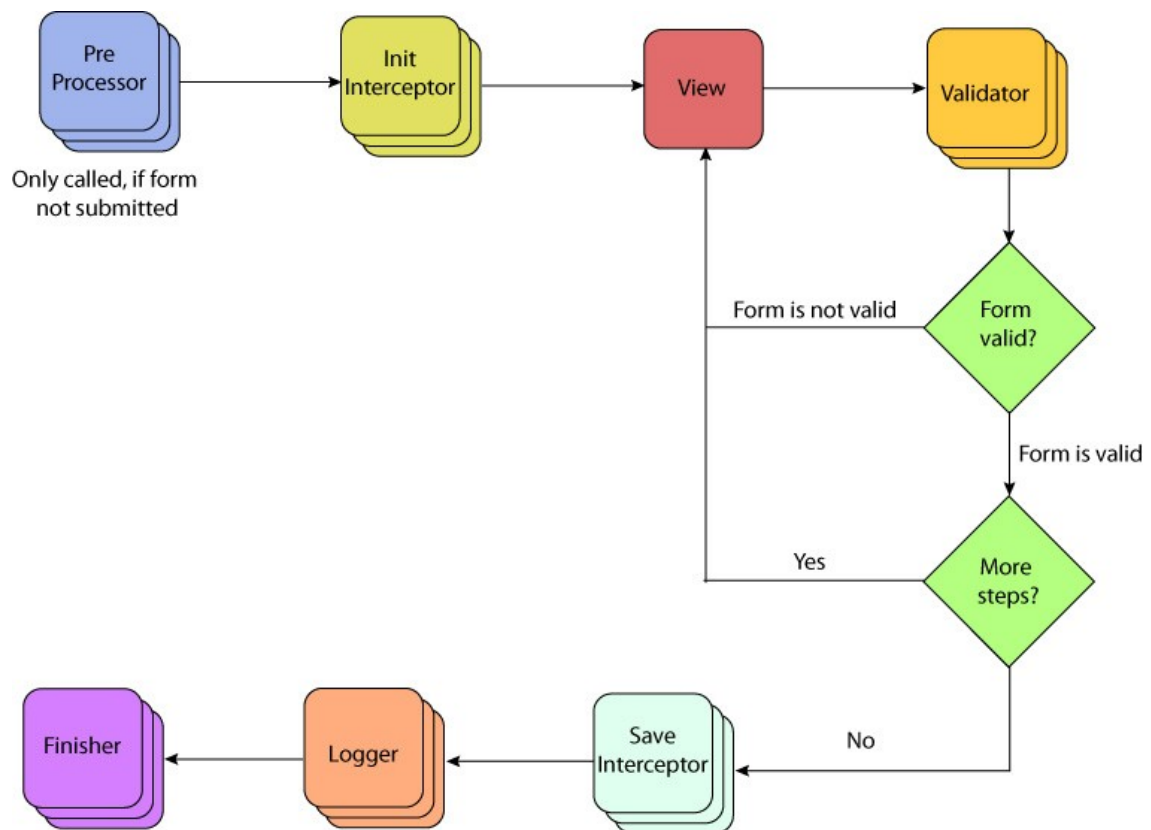 Pre
Processor
Init
Interceptor
View
Validator
Only called, if form
not submitted
Form is not valid
Form
valid?
Form is valid
Yes
More
steps?
Finisher
Logger
Save
Interceptor
No